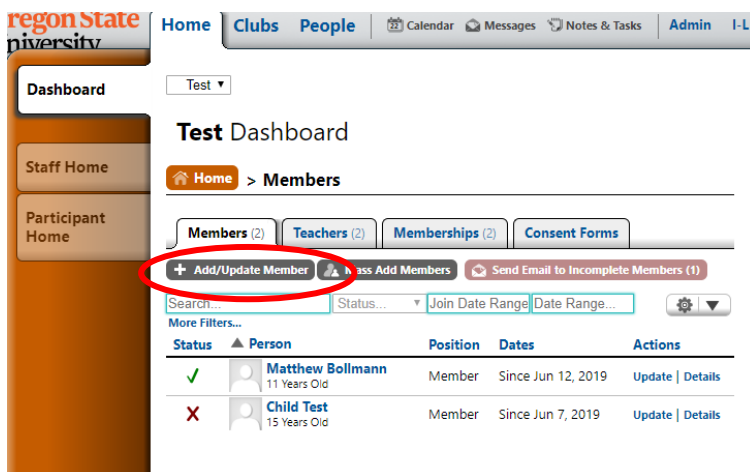 regon State
niversity
Home Clubs People Calendar Messages Notes & Tasks Admin I-L
Dashboard
Staff Home
Participant
Home
Test ▼
Test Dashboard
Home > Members
Members (2) Teachers (2) Memberships (2) Consent Forms
+ Add/Update Member Mass Add Members Send Email to Incomplete Members (1)
Search... Status... ▼ Join Date Range Date Range... ▼
More Filters...
Status ▲ Person Position Dates Actions
✓ Matthew Bollmann Member Since Jun 12, 2019 Update | Details
11 Years Old
X Child Test Member Since Jun 7, 2019 Update | Details
15 Years Old